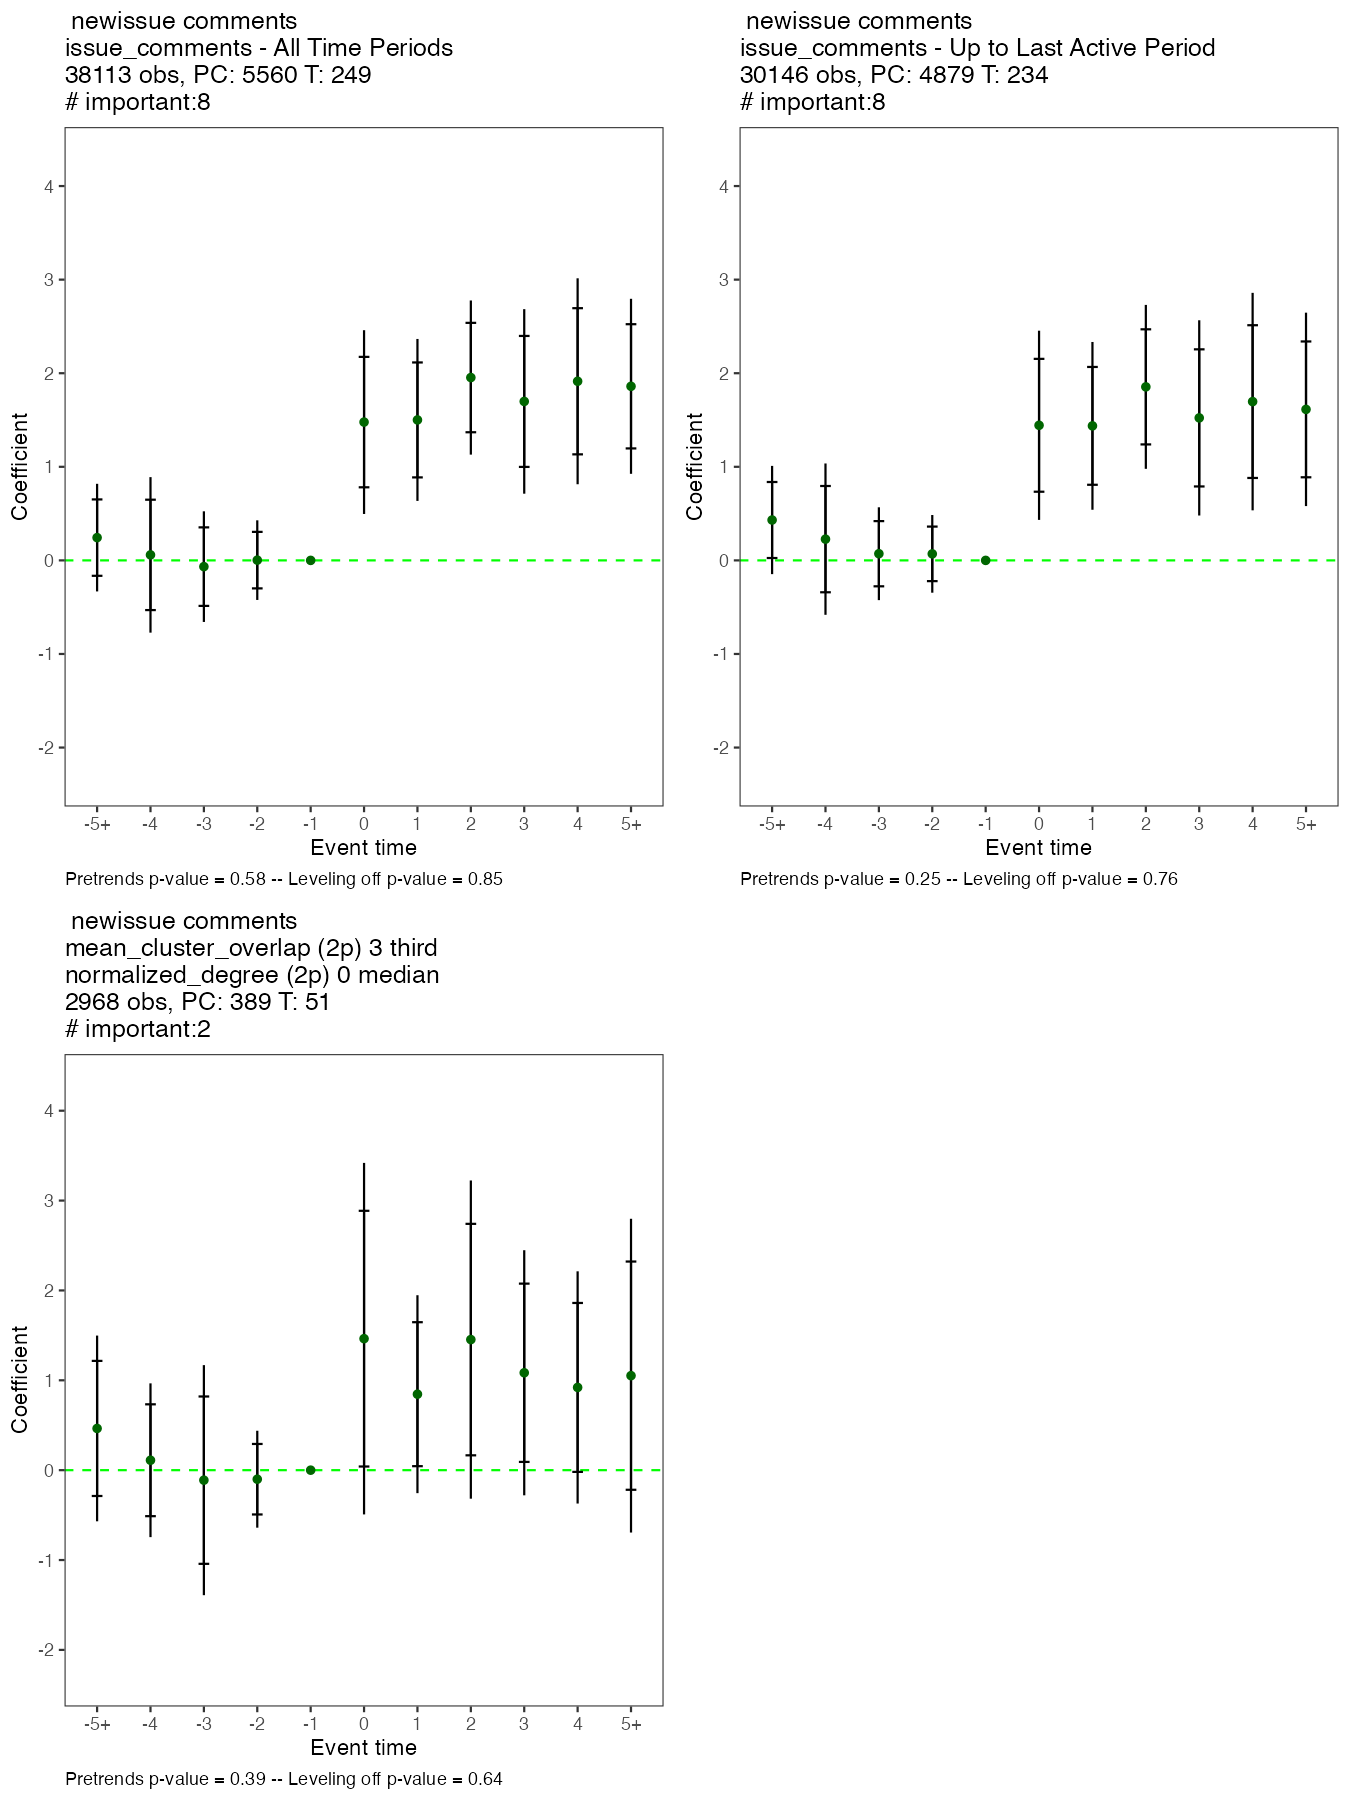 newissue comments
issue_comments - All Time Periods
38113 obs, PC: 5560 T: 249
# important:8
4
3
2
1
0
-1
-2
Coefficient
-5+ -4 -3 -2 -1 0 1 2 3 4 5+
Event time
Pretrends p-value = 0.58 -- Leveling off p-value = 0.85
newissue comments
issue_comments - Up to Last Active Period
30146 obs, PC: 4879 T: 234
# important:8
4
3
2
1
0
-1
-2
Coefficient
-5+ -4 -3 -2 -1 0 1 2 3 4 5+
Event time
Pretrends p-value = 0.25 -- Leveling off p-value = 0.76
newissue comments
mean_cluster_overlap (2p) 3 third
normalized_degree (2p) 0 median
2968 obs, PC: 389 T: 51
# important:2
4
3
2
1
0
-1
-2
Coefficient
-5+ -4 -3 -2 -1 0 1 2 3 4 5+
Event time
Pretrends p-value = 0.39 -- Leveling off p-value = 0.64